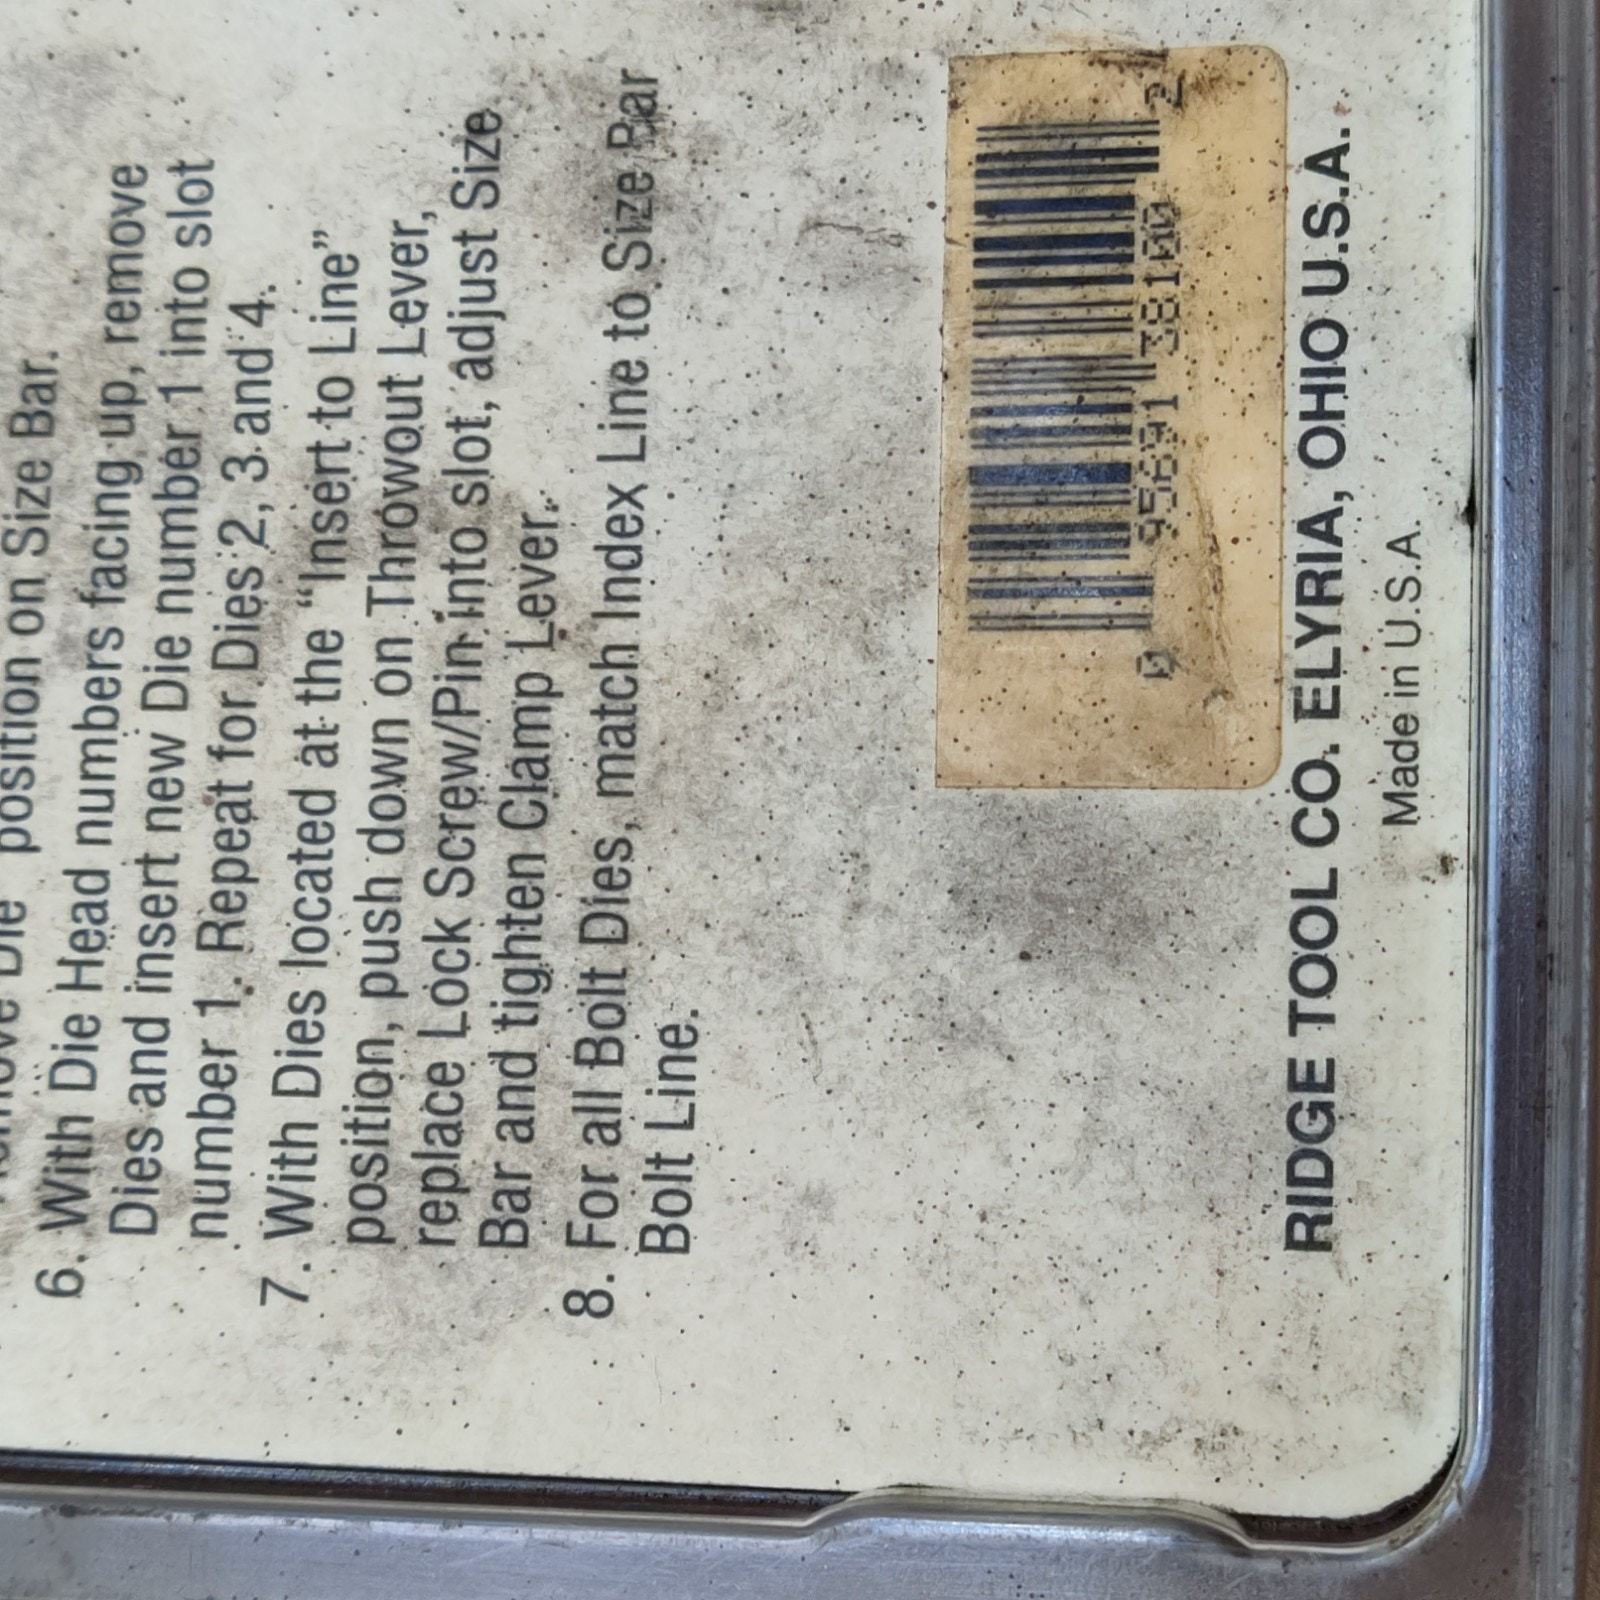 Remove Die" position on Size Bar.
6. With Die Head numbers facing up, remove
Dies and insert new Die number 1 into slot
number 1. Repeat for Dies 2, 3 and 4.
7. With Dies located at the “Insert to Line”
position, push down on Throwout Lever,
replace Lock Screw/Pin into slot, adjust Size
Bar and tighten Clamp Lever.
8. For all Bolt Dies, match Index Line to Size Bar
Bolt Line.
0 95691 38100 2
RIDGE TOOL CO. ELYRIA, OHIO U.S.A.
Made in U.S.A.